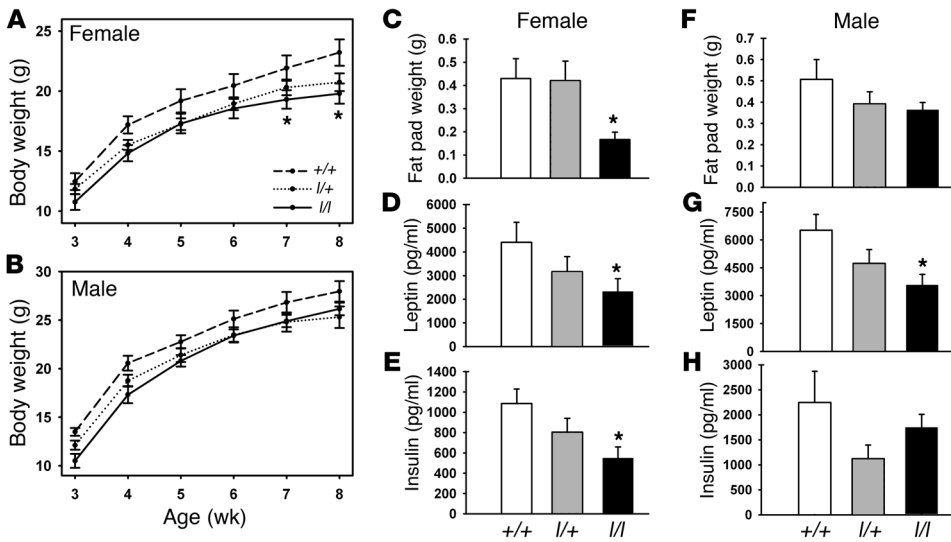 A
Female
Body weight (g)
25
20
15
10
+/+
l/+
l/l
*
*
3
4
5
6
7
8
B
Male
Body weight (g)
30
25
20
15
10
3
4
5
6
7
8
Age (wk)
C
Female
Fat pad weight (g)
0.6
0.5
0.4
0.3
0.2
0.1
0.0
*
D
Leptin (pg/ml)
6000
5000
4000
3000
2000
1000
0
*
E
Insulin (pg/ml)
1400
1200
1000
800
600
400
200
0
*
+/+
l/+
l/l
F
Male
Fat pad weight (g)
0.7
0.6
0.5
0.4
0.3
0.2
0.1
0.0
G
Leptin (pg/ml)
7500
6000
4500
3000
1500
0
*
H
Insulin (pg/ml)
3000
2500
2000
1500
1000
500
0
+/+
l/+
l/l